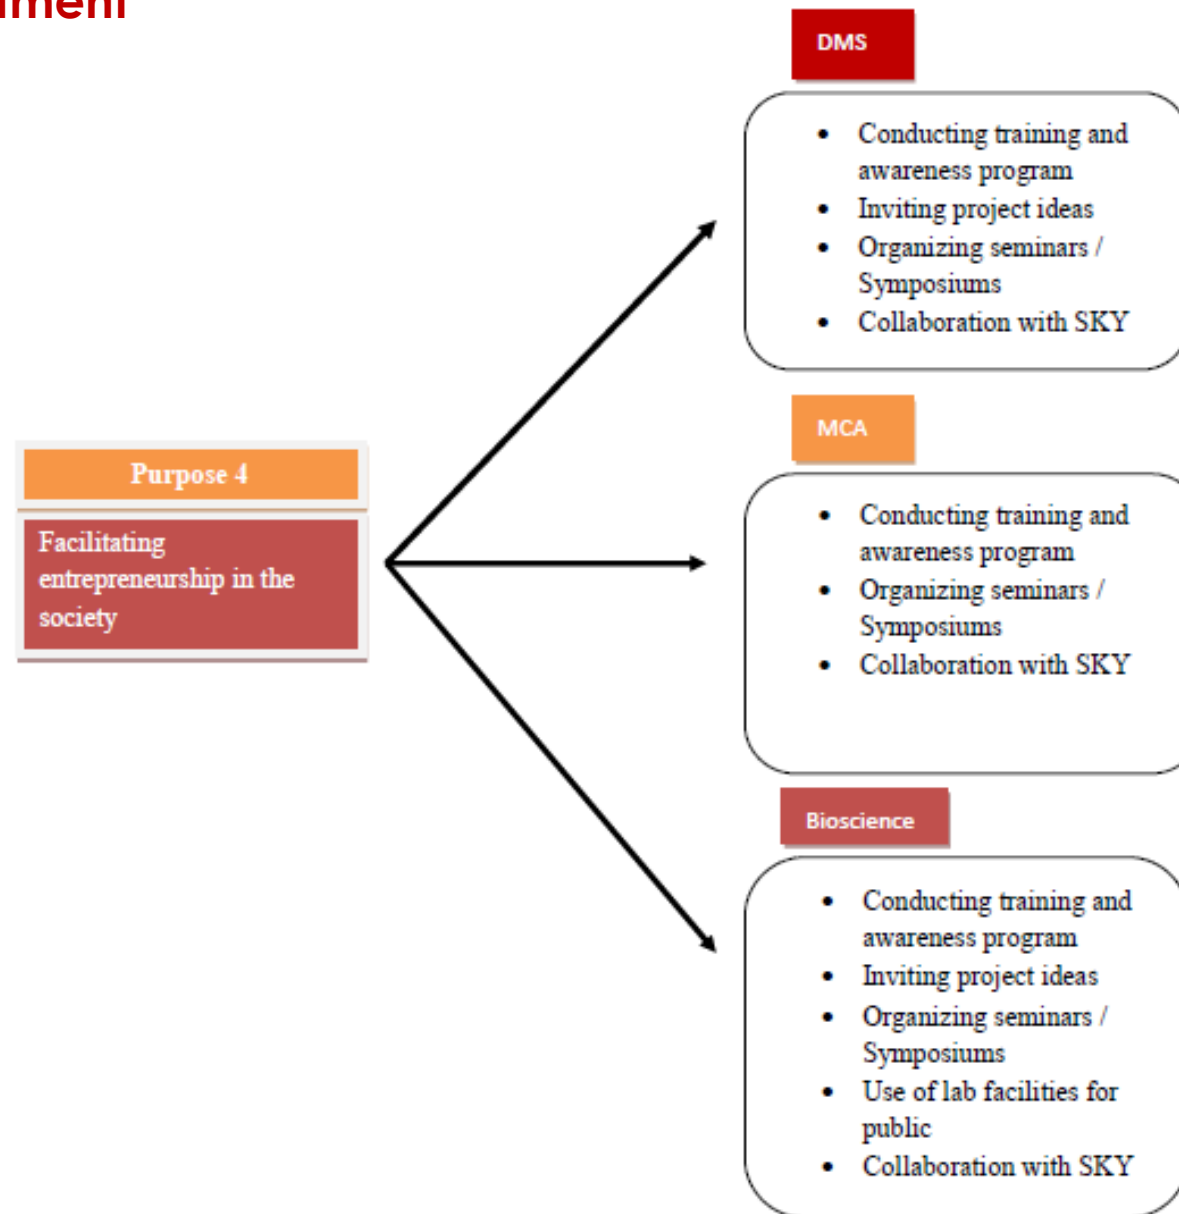 DMS
• Conducting training and
awareness program
• Inviting project ideas
• Organizing seminars /
Symposiums
• Collaboration with SKY
Purpose 4
Facilitating
entrepreneurship in the
society
MCA
• Conducting training and
awareness program
• Organizing seminars /
Symposiums
• Collaboration with SKY
Bioscience
• Conducting training and
awareness program
• Inviting project ideas
• Organizing seminars /
Symposiums
• Use of lab facilities for
public
• Collaboration with SKY